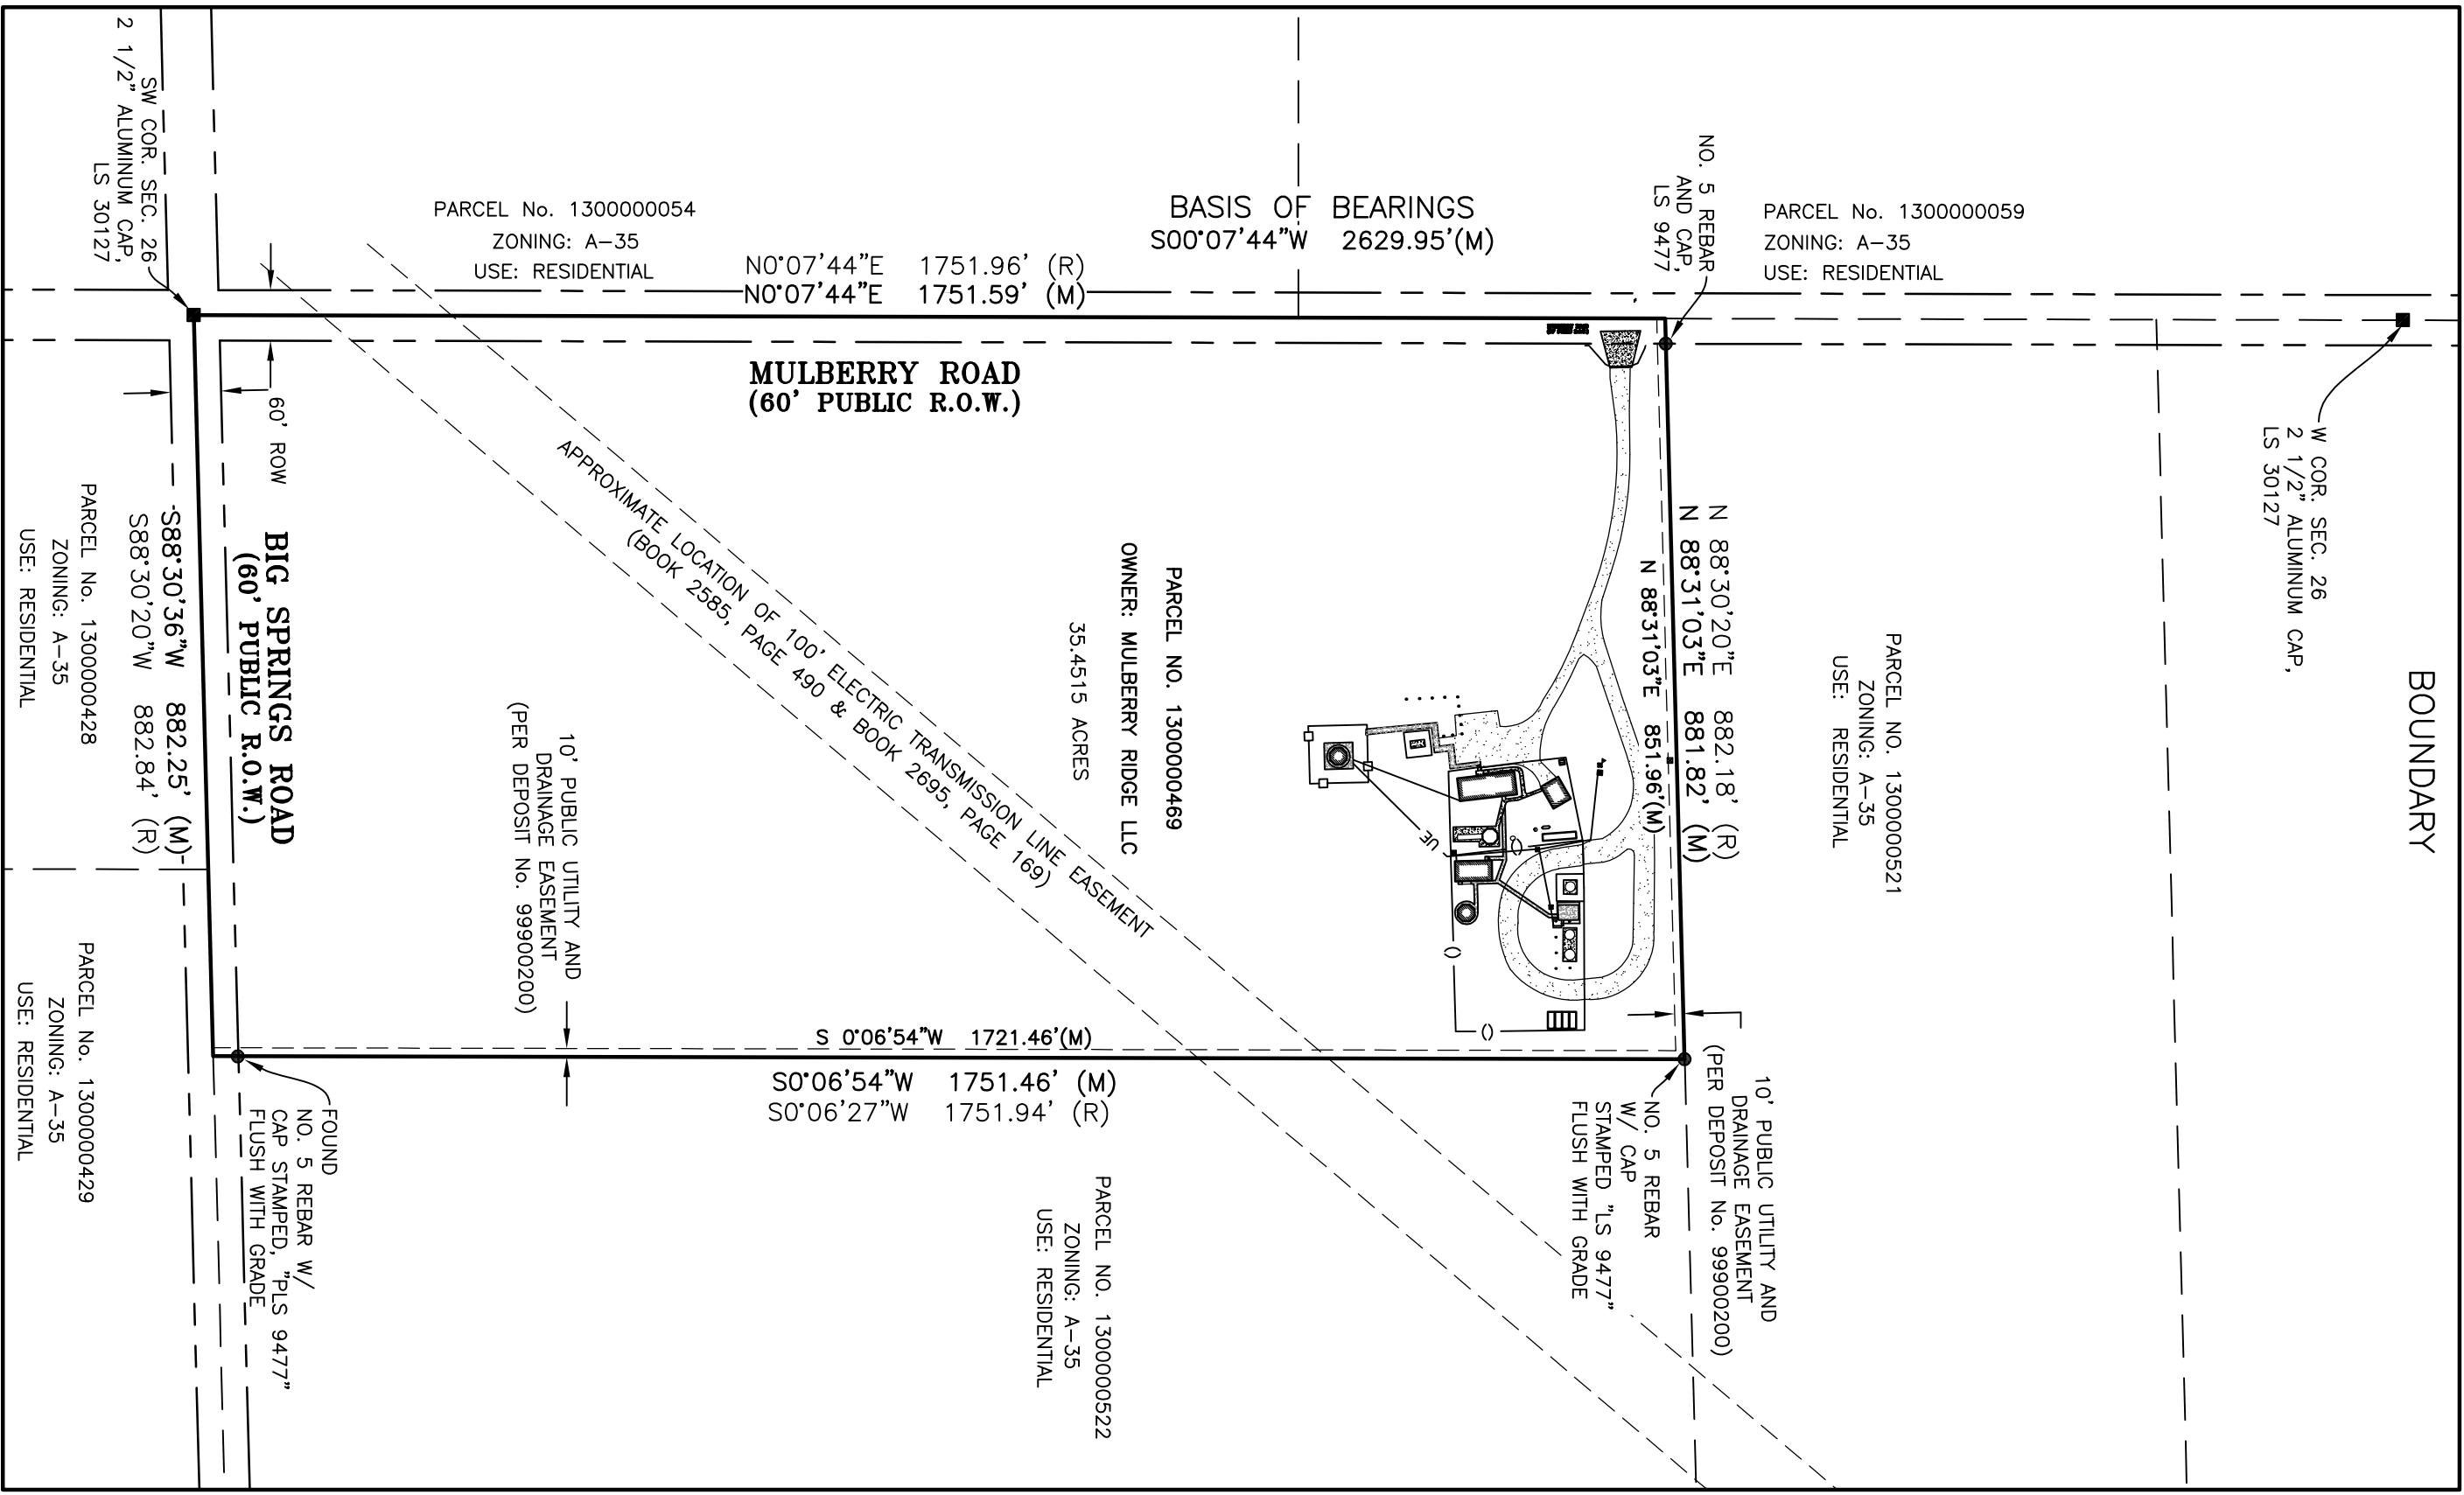 BOUNDARY
W COR. SEC. 26
2 1/2" ALUMINUM CAP,
LS 30127
PARCEL No. 1300000059
ZONING: A-35
USE: RESIDENTIAL
NO. 5 REBAR
AND CAP,
LS 9477
PARCEL NO. 1300000521
ZONING: A-35
USE: RESIDENTIAL
N 88°30'20"E 882.18' (R)
N 88°31'03"E 881.82' (M)
N 88°31'03"E 851.96'(M)
BASIS OF BEARINGS
S00°07'44"W 2629.95'(M)
N0°07'44"E 1751.96' (R)
N0°07'44"E 1751.59' (M)
MULBERRY ROAD
(60' PUBLIC R.O.W.)
PARCEL No. 1300000054
ZONING: A-35
USE: RESIDENTIAL
SW COR. SEC. 26
2 1/2" ALUMINUM CAP,
LS 30127
60' ROW
BIG SPRINGS ROAD
(60' PUBLIC R.O.W.)
S88°30'36"W 882.25' (M)
S88°30'20"W 882.84' (R)
PARCEL No. 1300000428
ZONING: A-35
USE: RESIDENTIAL
PARCEL No. 1300000429
ZONING: A-35
USE: RESIDENTIAL
APPROXIMATE LOCATION OF 100' ELECTRIC TRANSMISSION LINE EASEMENT
(BOOK 2585, PAGE 490 & BOOK 2695, PAGE 169)
PARCEL NO. 1300000469
OWNER: MULBERRY RIDGE LLC
35.4515 ACRES
UE
10' PUBLIC UTILITY AND
DRAINAGE EASEMENT
(PER DEPOSIT No. 99900200)
S 0°06'54"W 1721.46'(M)
S0°06'54"W 1751.46' (M)
S0°06'27"W 1751.94' (R)
10' PUBLIC UTILITY AND
DRAINAGE EASEMENT
(PER DEPOSIT No. 99900200)
NO. 5 REBAR
W/ CAP
STAMPED "LS 9477"
FLUSH WITH GRADE
PARCEL NO. 1300000522
ZONING: A-35
USE: RESIDENTIAL
FOUND
NO. 5 REBAR W/
CAP STAMPED, "PLS 9477"
FLUSH WITH GRADE